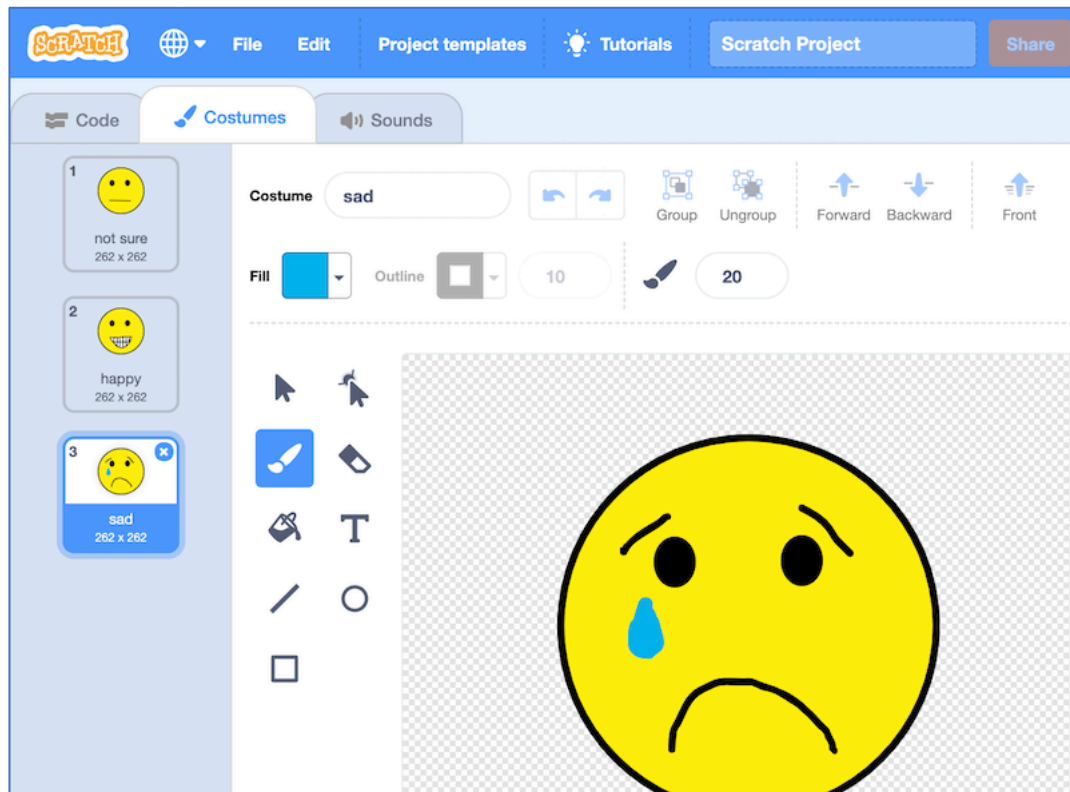 SCRATCH File Edit Project templates Tutorials Scratch Project Share
Code Costumes Sounds
1
not sure
262 x 262
2
happy
262 x 262
3
sad
262 x 262
Costume sad Group Ungroup Forward Backward Front
Fill Outline 10 20
T